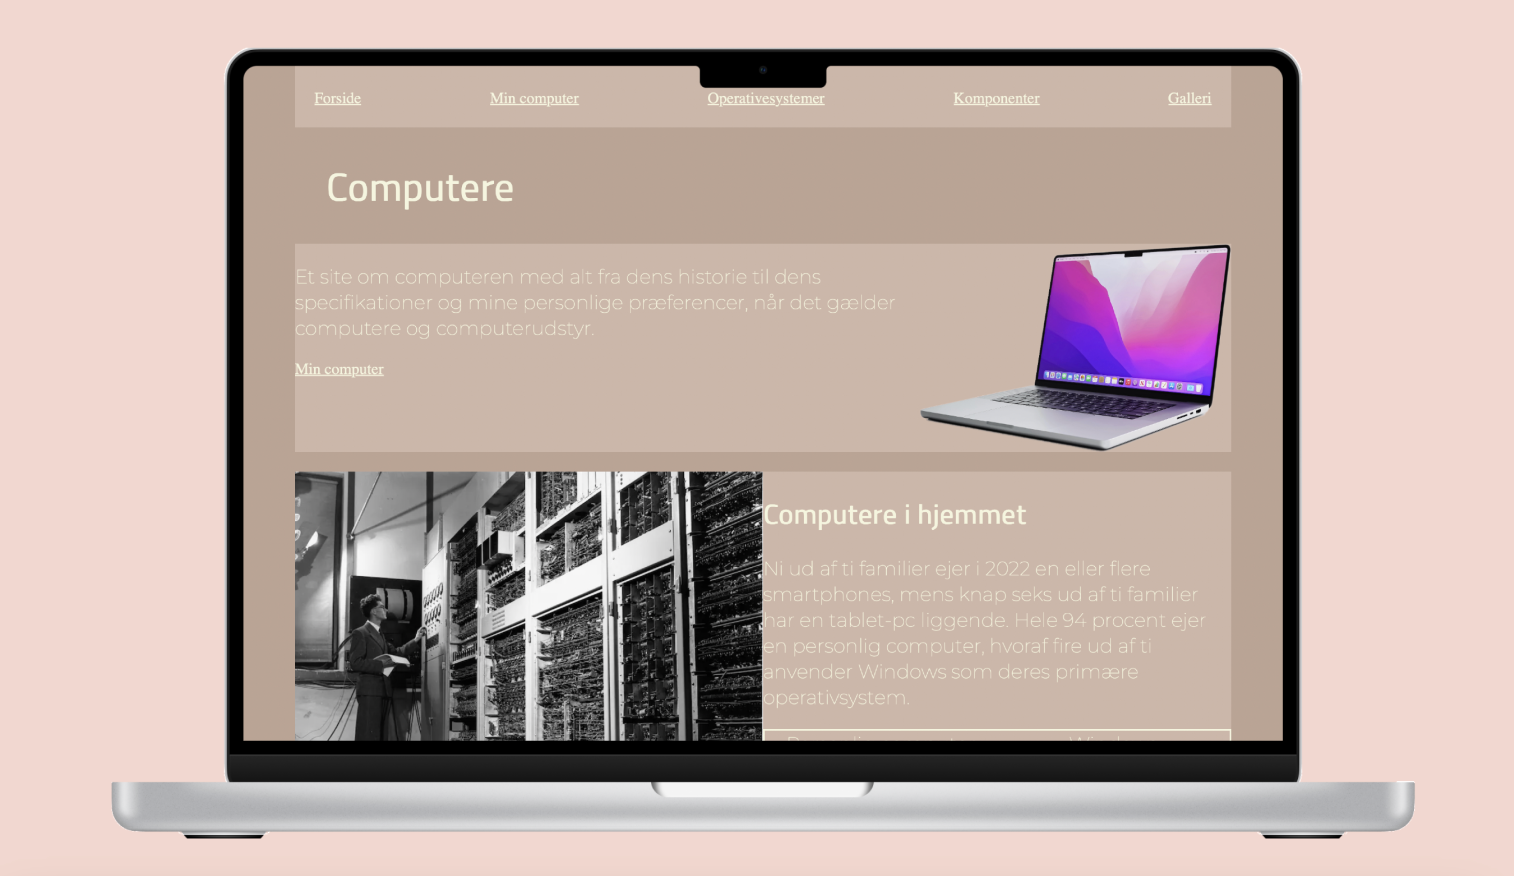 Forside Min computer Operativesystemer Komponenter Galleri
Computere
Et site om computeren med alt fra dens historie til dens
specifikationer og mine personlige præferencer, når det gælder
computere og computerudstyr.
Min computer
Computere i hjemmet
Ni ud af ti familier ejer i 2022 en eller flere
smartphones, mens knap seks ud af ti familier
har en tablet-pc liggende. Hele 94 procent ejer
en personlig computer, hvoraf fire ud af ti
anvender Windows som deres primære
operativsystem.